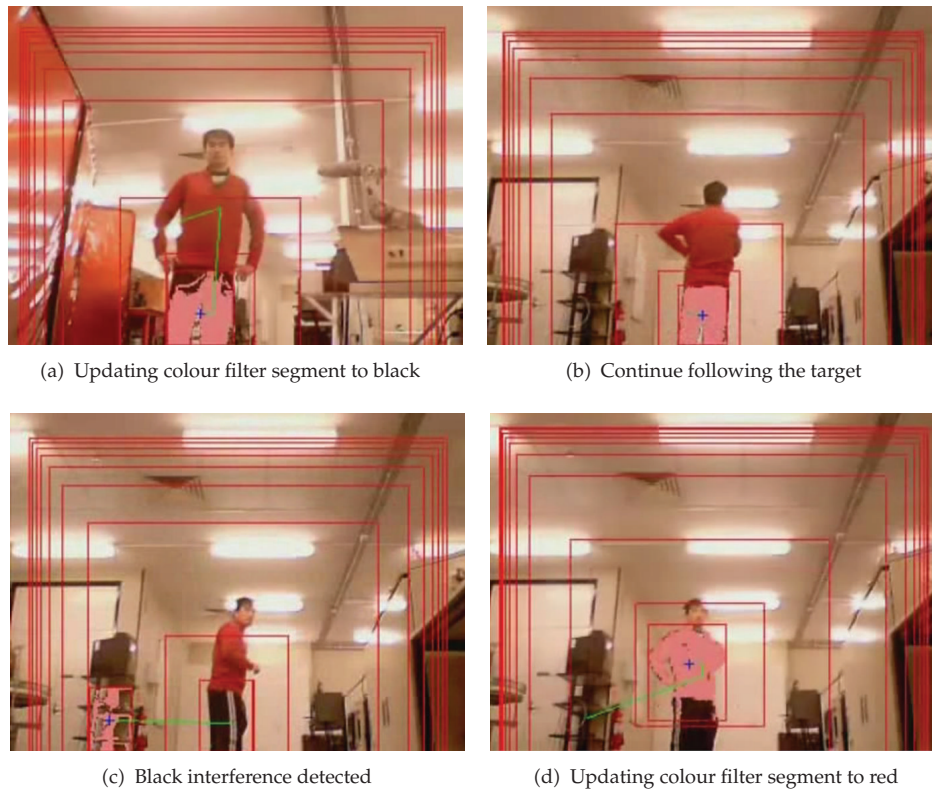 (a) Updating colour filter segment to black
(b) Continue following the target
(c) Black interference detected
(d) Updating colour filter segment to red